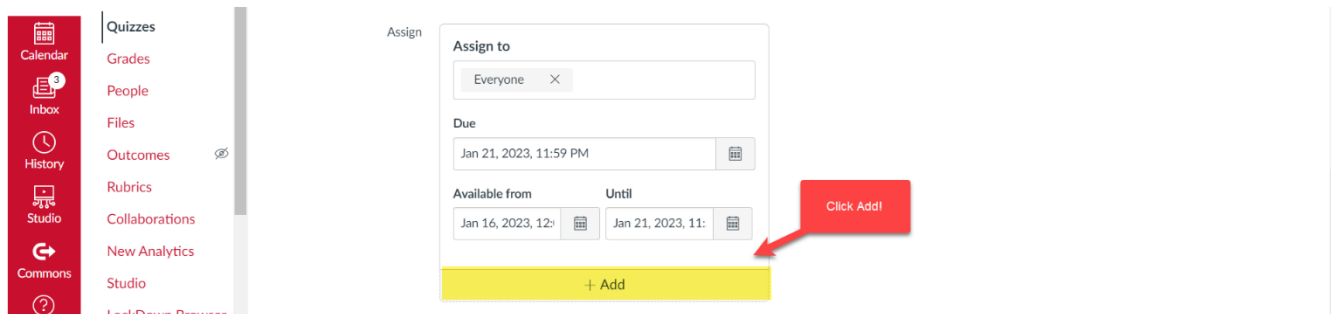 Calendar
3
Inbox
History
Studio
Commons
Quizzes
Grades
People
Files
Outcomes
Rubrics
Collaborations
New Analytics
Studio
LockDown Browser
Assign
Assign to
Everyone
Due
Jan 21, 2023, 11:59 PM
Available from Until
Jan 16, 2023, 12: Jan 21, 2023, 11:
+ Add
Click Add!